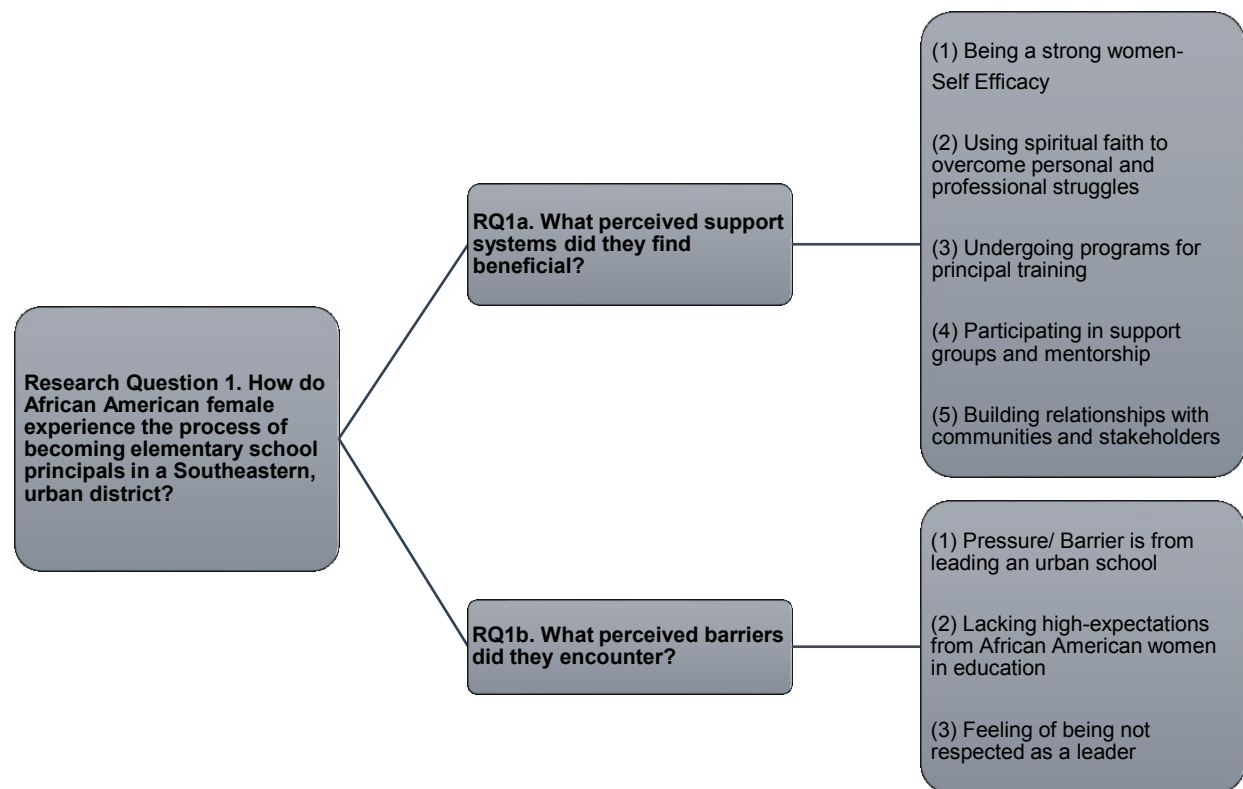 Research Question 1. How do
African American female
experience the process of
becoming elementary school
principals in a Southeastern,
urban district?
RQ1a. What perceived support
systems did they find
beneficial?
(1) Being a strong women-
Self Efficacy
(2) Using spiritual faith to
overcome personal and
professional struggles
(3) Undergoing programs for
principal training
(4) Participating in support
groups and mentorship
(5) Building relationships with
communities and stakeholders
RQ1b. What perceived barriers
did they encounter?
(1) Pressure/ Barrier is from
leading an urban school
(2) Lacking high-expectations
from African American women
in education
(3) Feeling of being not
respected as a leader